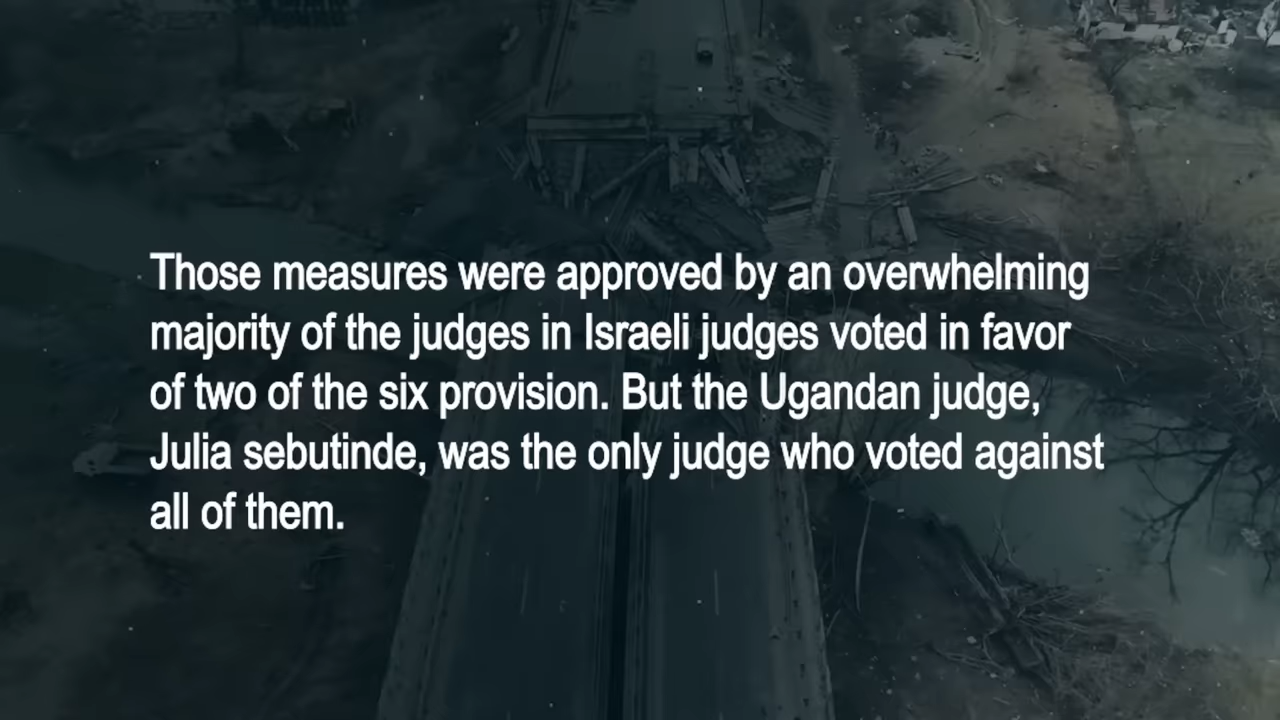 Those measures were approved by an overwhelming
majority of the judges in Israeli judges voted in favor
of two of the six provision. But the Ugandan judge,
Julia sebutinde, was the only judge who voted against
all of them.